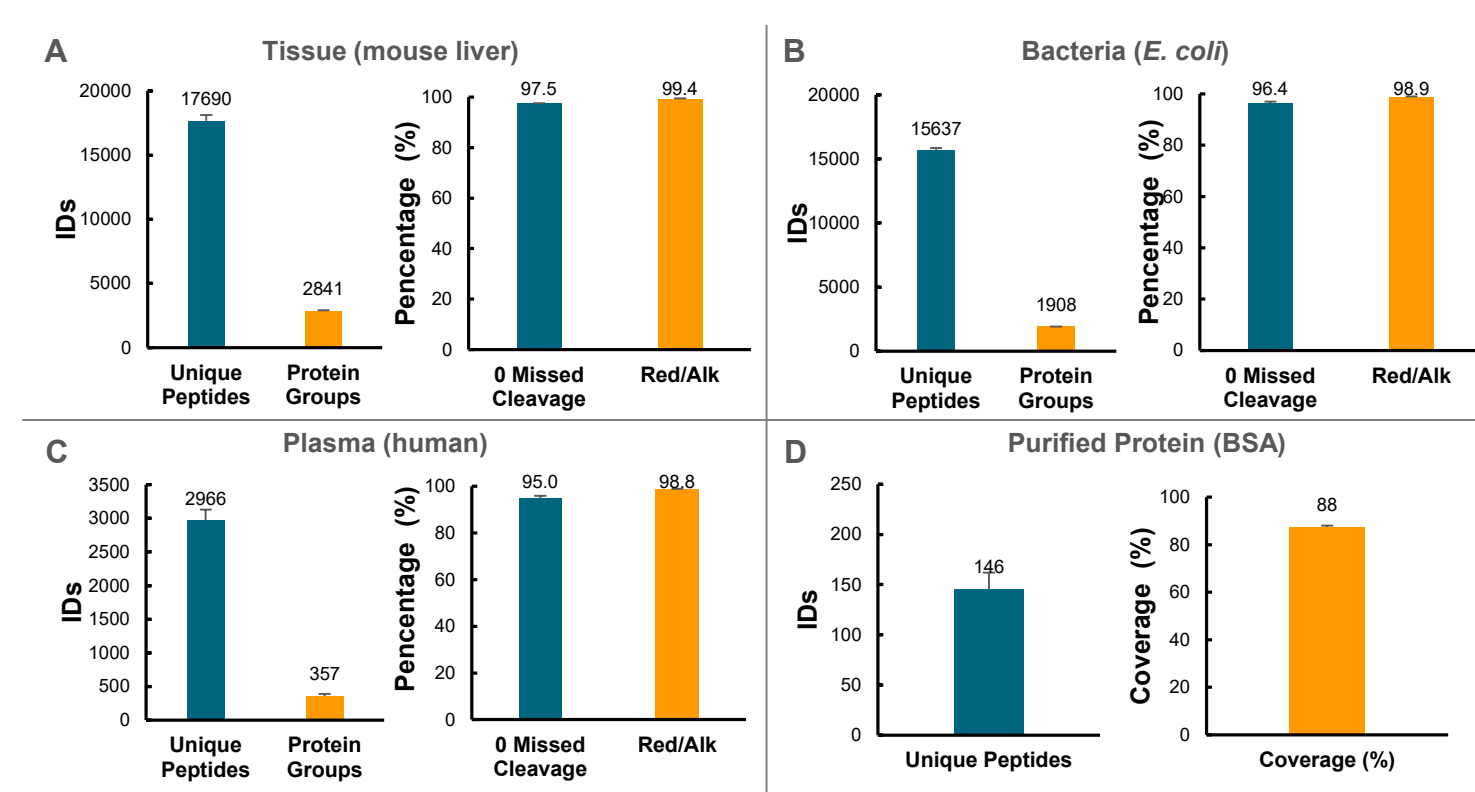 A
Tissue (mouse liver)
20000
15000
10000
5000
0
IDs
17690
2841
Unique
Peptides
Protein
Groups
100
80
60
40
20
0
Pencentage (%)
97.5
99.4
0 Missed
Cleavage
Red/Alk
B
Bacteria (E. coli)
20000
15000
10000
5000
0
IDs
15637
1908
Unique
Peptides
Protein
Groups
100
80
60
40
20
0
Pencentage (%)
96.4
98.9
0 Missed
Cleavage
Red/Alk
C
Plasma (human)
3500
3000
2500
2000
1500
1000
500
0
IDs
2966
357
Unique
Peptides
Protein
Groups
100
80
60
40
20
0
Pencentage (%)
95.0
98.8
0 Missed
Cleavage
Red/Alk
D
Purified Protein (BSA)
250
200
150
100
50
0
IDs
146
Unique Peptides
100
80
60
40
20
0
Coverage (%)
88
Coverage (%)